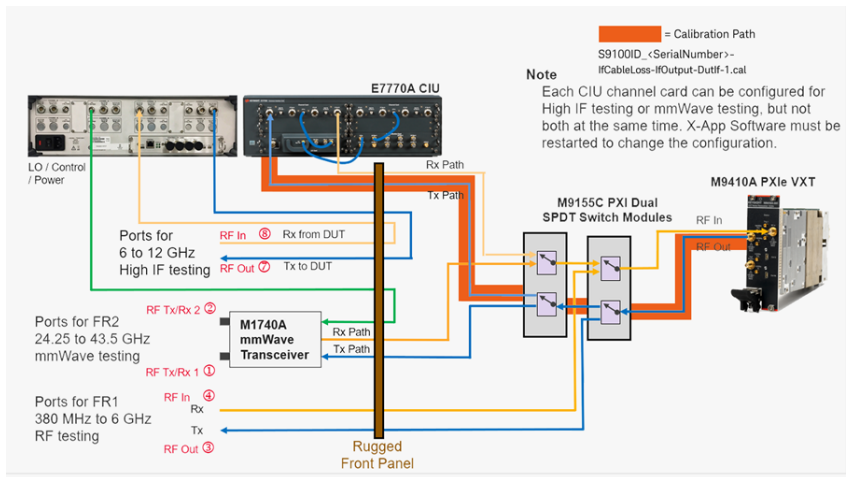 = Calibration Path
S9100ID_<SerialNumber>-
IfCableLoss-IfOutput-DutIf-1.cal
Note
Each CIU channel card can be configured for
High IF testing or mmWave testing, but not
both at the same time. X-App Software must be
restarted to change the configuration.
E7770A CIU
LO / Control
/ Power
Rx Path
Tx Path
M9155C PXI Dual
SPDT Switch Modules
M9410A PXIe VXT
RF In
RF Out
Ports for
6 to 12 GHz
High IF testing
RF In ⑧
Rx from DUT
RF Out ⑦
Tx to DUT
Ports for FR2
24.25 to 43.5 GHz
mmWave testing
RF Tx/Rx 2 ②
M1740A
mmWave
Transceiver
Rx Path
Tx Path
RF Tx/Rx 1 ①
Ports for FR1
380 MHz to 6 GHz
RF testing
RF In ④
Rx
Tx
RF Out ③
Rugged
Front Panel